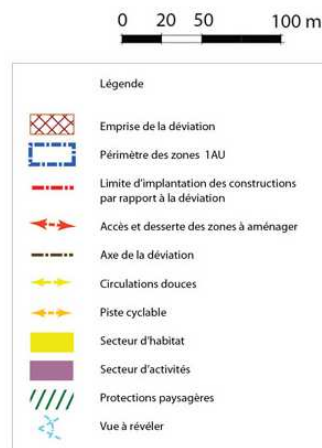 0 20 50 100 m
Légende
Emprise de la déviation
Périmètre des zones 1AU
Limite d'implantation des constructions
par rapport à la déviation
Accès et desserte des zones à aménager
Axe de la déviation
Circulations douces
Piste cyclable
Secteur d'habitat
Secteur d'activités
Protections paysagères
Vue à révéler